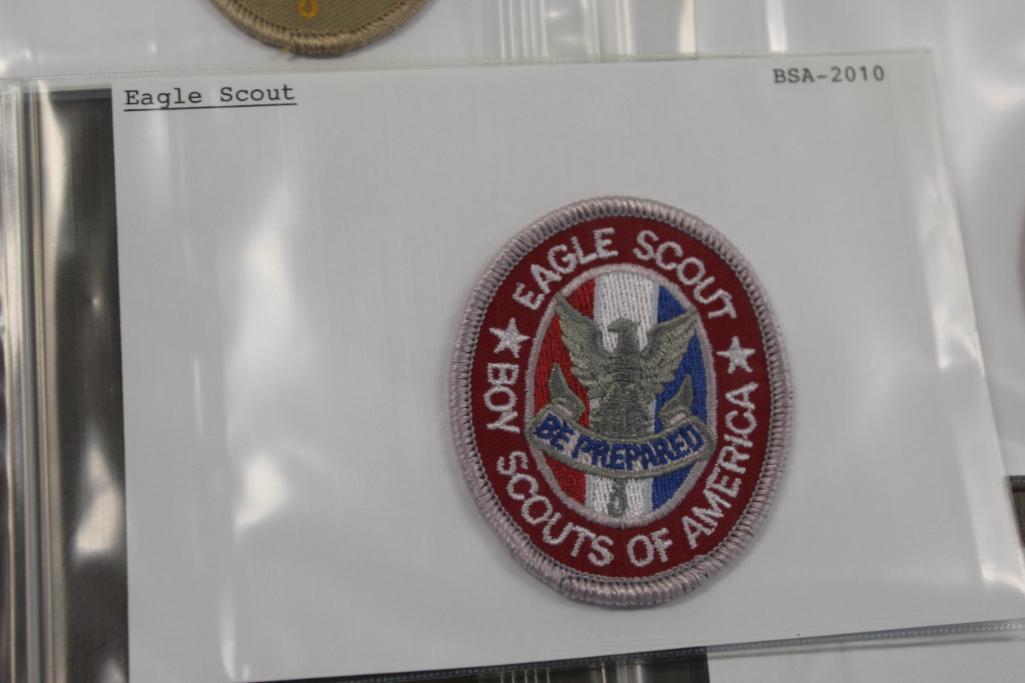 Eagle Scout
BSA-2010
EAGLE SCOUT
BE PREPARED
BOY SCOUTS OF AMERICA